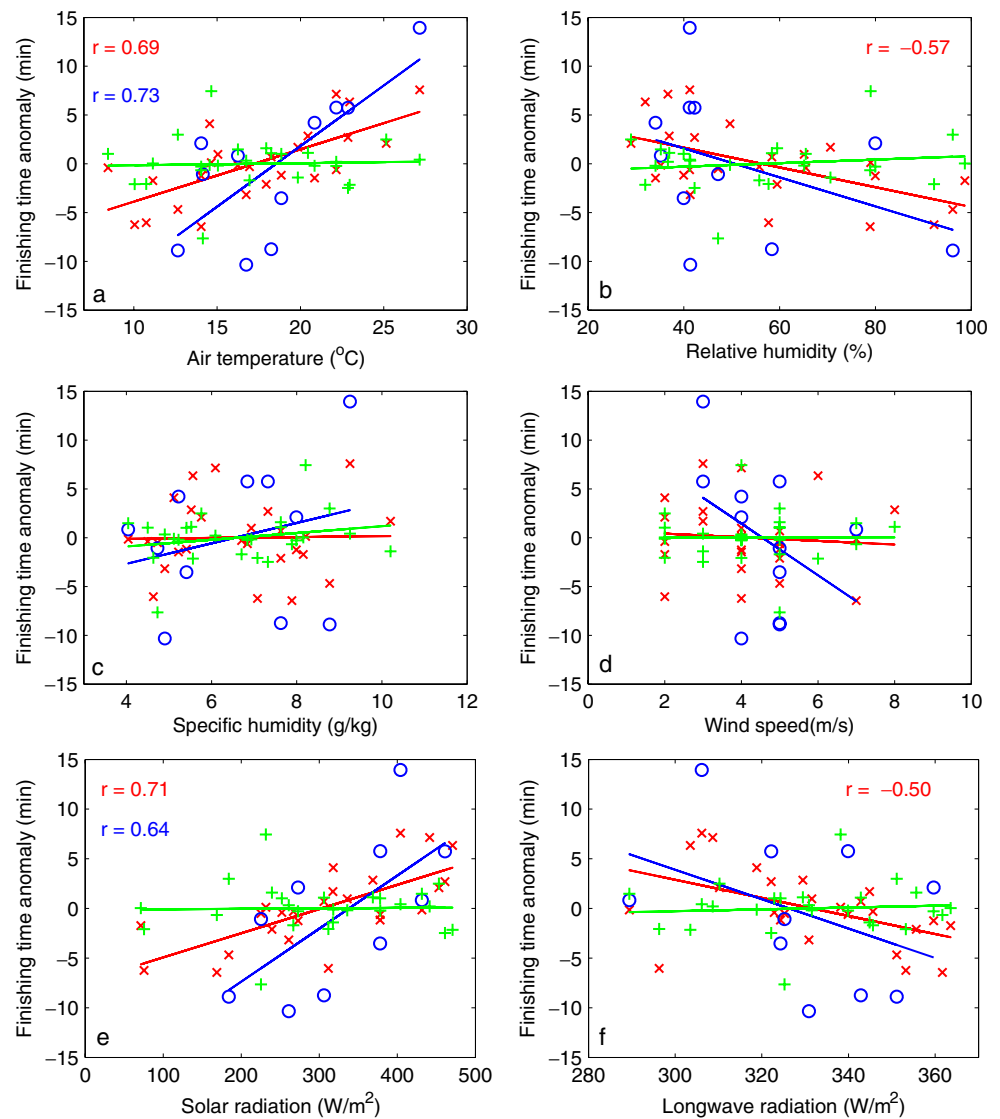 Finishing time anomaly (min)
15
10
5
0
−5
−10
−15
r = 0.69
r = 0.73
a
10 15 20 25 30
Air temperature (°C)
Finishing time anomaly (min)
15
10
5
0
−5
−10
−15
r = −0.57
b
20 40 60 80 100
Relative humidity (%)
Finishing time anomaly (min)
15
10
5
0
−5
−10
−15
c
4 6 8 10 12
Specific humidity (g/kg)
Finishing time anomaly (min)
15
10
5
0
−5
−10
−15
d
0 2 4 6 8 10
Wind speed(m/s)
Finishing time anomaly (min)
15
10
5
0
−5
−10
−15
r = 0.71
r = 0.64
e
0 100 200 300 400 500
Solar radiation (W/m²)
Finishing time anomaly (min)
15
10
5
0
−5
−10
−15
r = −0.50
f
280 300 320 340 360
Longwave radiation (W/m²)